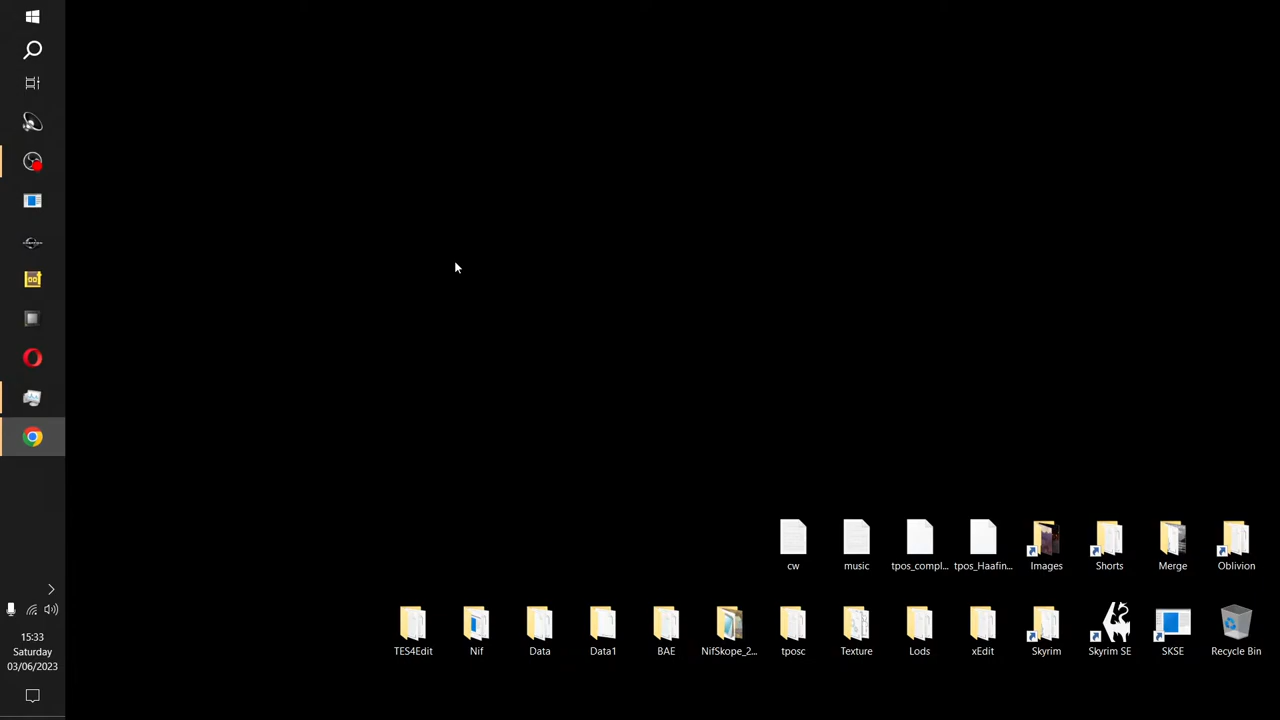 cw
music
tpos_compl...
tpos_Haafin...
Images
Shorts
Merge
Oblivion
TES4Edit
Nif
Data
Data1
BAE
NifSkope_2...
tposc
Texture
Lods
xEdit
Skyrim
Skyrim SE
SKSE
Recycle Bin
15:33
Saturday
03/06/2023